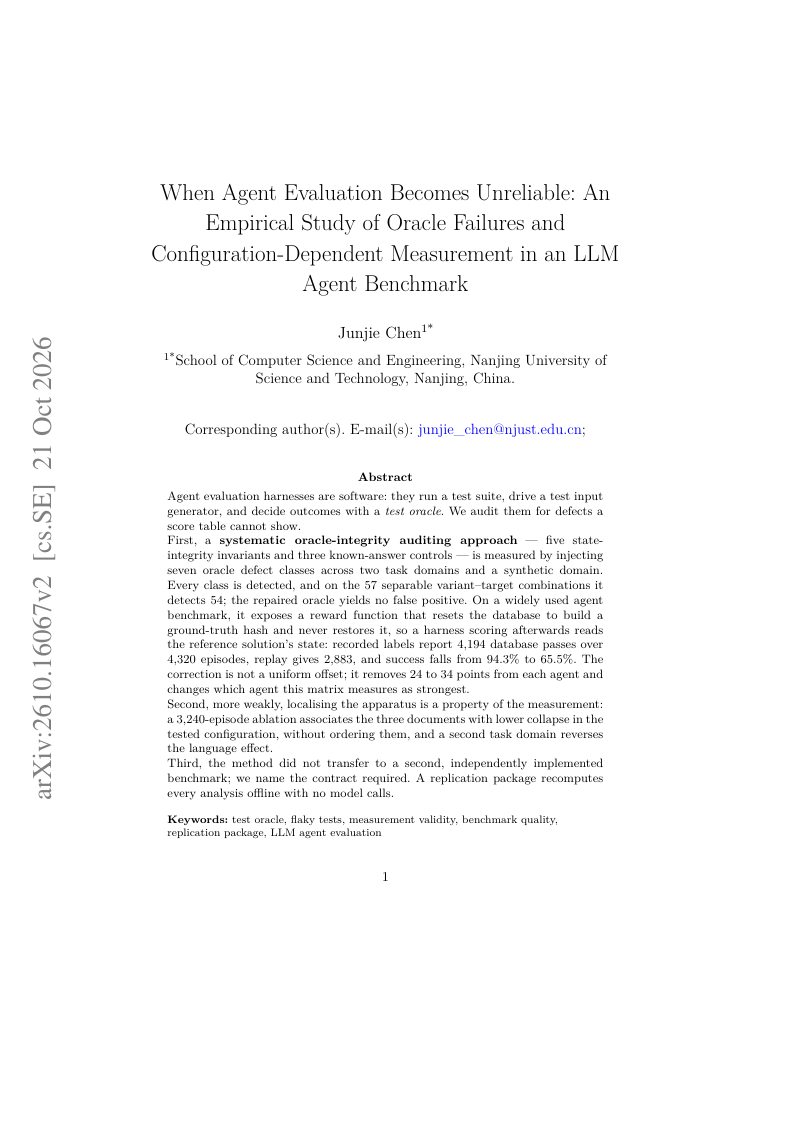 When Agent Evaluation Becomes Unreliable: An
Empirical Study of Oracle Failures and
Configuration-Dependent Measurement in an LLM
Agent Benchmark
Junjie Chen1*
1*School of Computer Science and Engineering, Nanjing University of
Science and Technology, Nanjing, China.
Corresponding author(s). E-mail(s): junjie_chen@njust.edu.cn;
Abstract
Agent evaluation harnesses are software: they run a test suite, drive a test input
generator, and decide outcomes with a test oracle. We audit them for defects a
score table cannot show.
First, a systematic oracle-integrity auditing approach — five state-
integrity invariants and three known-answer controls — is measured by injecting
seven oracle defect classes across two task domains and a synthetic domain.
Every class is detected, and on the 57 separable variant–target combinations it
detects 54; the repaired oracle yields no false positive. On a widely used agent
benchmark, it exposes a reward function that resets the database to build a
ground-truth hash and never restores it, so a harness scoring afterwards reads
the reference solution's state: recorded labels report 4,194 database passes over
4,320 episodes, replay gives 2,883, and success falls from 94.3% to 65.5%. The
correction is not a uniform offset; it removes 24 to 34 points from each agent and
changes which agent this matrix measures as strongest.
Second, more weakly, localising the apparatus is a property of the measurement:
a 3,240-episode ablation associates the three documents with lower collapse in the
tested configuration, without ordering them, and a second task domain reverses
the language effect.
Third, the method did not transfer to a second, independently implemented
benchmark; we name the contract required. A replication package recomputes
every analysis offline with no model calls.
Keywords: test oracle, flaky tests, measurement validity, benchmark quality,
replication package, LLM agent evaluation
1
arXiv:2610.16067v2 [cs.SE] 21 Oct 2026